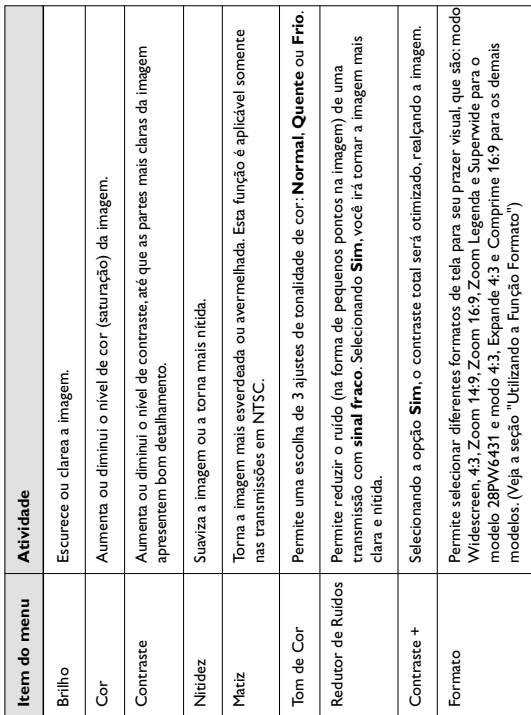 Item do menu Atividade
Brilho Escurece ou clarea a imagem.
Cor Aumenta ou diminui o nível de cor (saturação) da imagem.
Contraste Aumenta ou diminui o nível de contraste, até que as partes mais claras da imagem
apresentem bom detalhamento.
Nitidez Suaviza a imagem ou a torna mais nítida.
Matiz Torna a imagem mais esverdeada ou avermelhada. Esta função é aplicável somente
nas transmissões em NTSC.
Tom de Cor Permite uma escolha de 3 ajustes de tonalidade de cor: Normal, Quente ou Frio.
Redutor de Ruídos Permite reduzir o ruído (na forma de pequenos pontos na imagem) de uma
transmissão com sinal fraco. Selecionando Sim, você irá tornar a imagem mais
clara e nítida.
Contraste + Selecionando a opção Sim, o contraste total será otimizado, realçando a imagem.
Formato Permite selecionar diferentes formatos de tela para seu prazer visual, que são: modo
Widescreen, 4:3, Zoom 14:9, Zoom 16:9, Zoom Legenda e Superwide para o
modelo 28PW6431 e modo 4:3, Expande 4:3 e Comprime 16:9 para os demais
modelos. (Veja a seção "Utilizando a Função Formato")